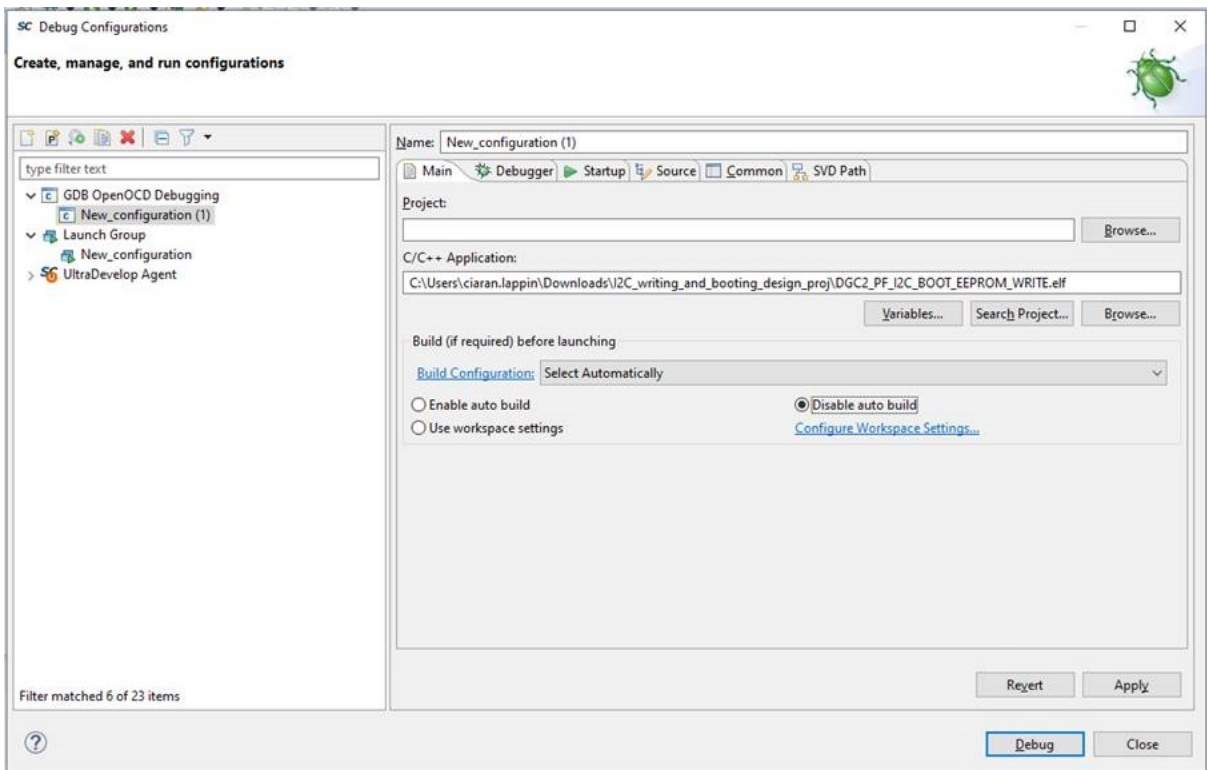 SC Debug Configurations
Create, manage, and run configurations
type filter text
GDB OpenOCD Debugging
New_configuration (1)
Launch Group
New_configuration
UltraDevelop Agent
Filter matched 6 of 23 items
Name: New_configuration (1)
Main Debugger Startup Source Common SVD Path
Project:
Browse...
C/C++ Application:
C:\Users\ciaran.lappin\Downloads\I2C_writing_and_booting_design_proj\DGC2_PF_I2C_BOOT_EEPROM_WRITE.elf
Variables... Search Project... Browse...
Build (if required) before launching
Build Configuration: Select Automatically
Enable auto build Disable auto build
Use workspace settings Configure Workspace Settings...
Revert Apply
Debug Close